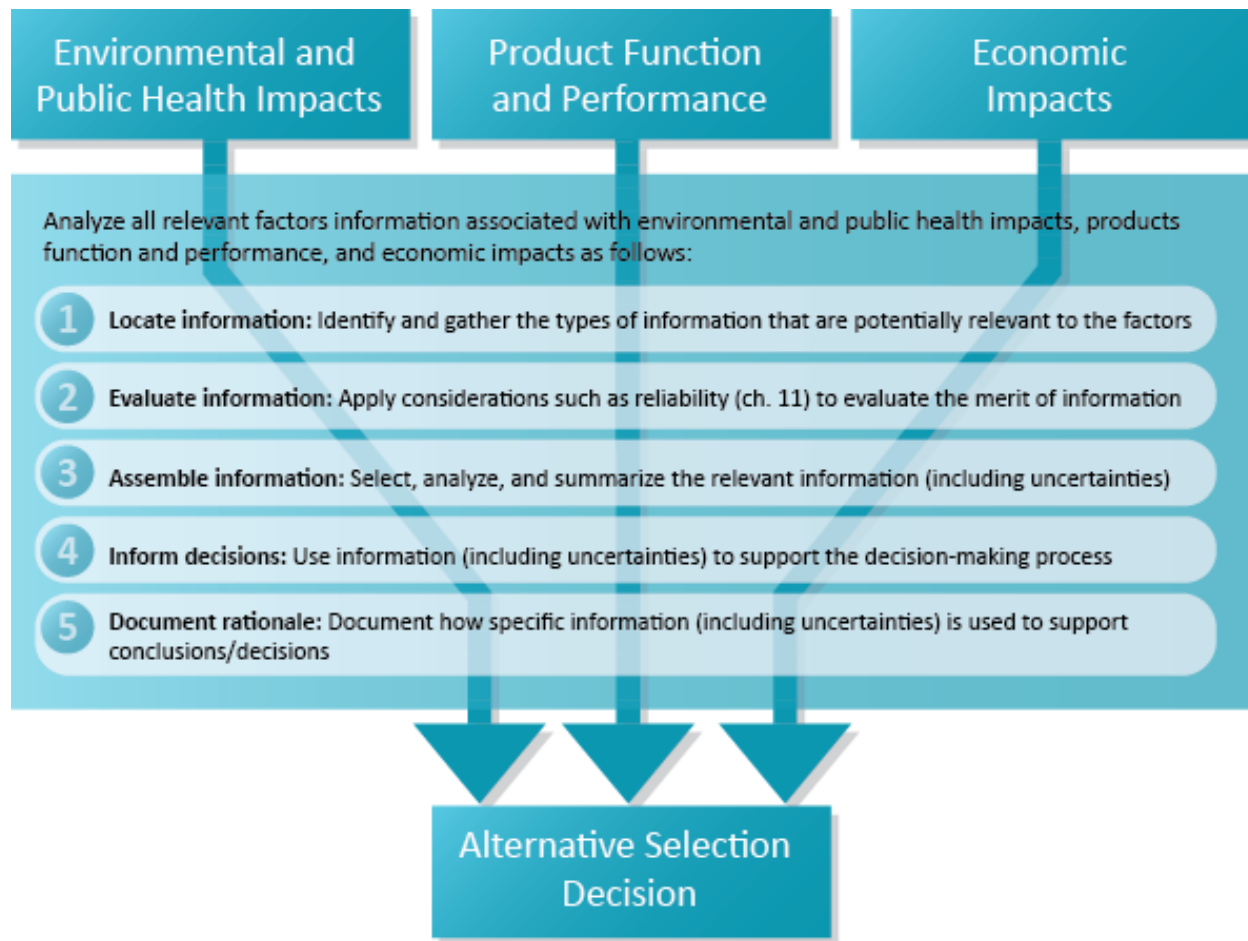 Environmental and
Public Health Impacts
Product Function
and Performance
Economic
Impacts
Analyze all relevant factors information associated with environmental and public health impacts, products
function and performance, and economic impacts as follows:
1 Locate information: Identify and gather the types of information that are potentially relevant to the factors
2 Evaluate information: Apply considerations such as reliability (ch. 11) to evaluate the merit of information
3 Assemble information: Select, analyze, and summarize the relevant information (including uncertainties)
4 Inform decisions: Use information (including uncertainties) to support the decision-making process
5 Document rationale: Document how specific information (including uncertainties) is used to support
conclusions/decisions
Alternative Selection
Decision